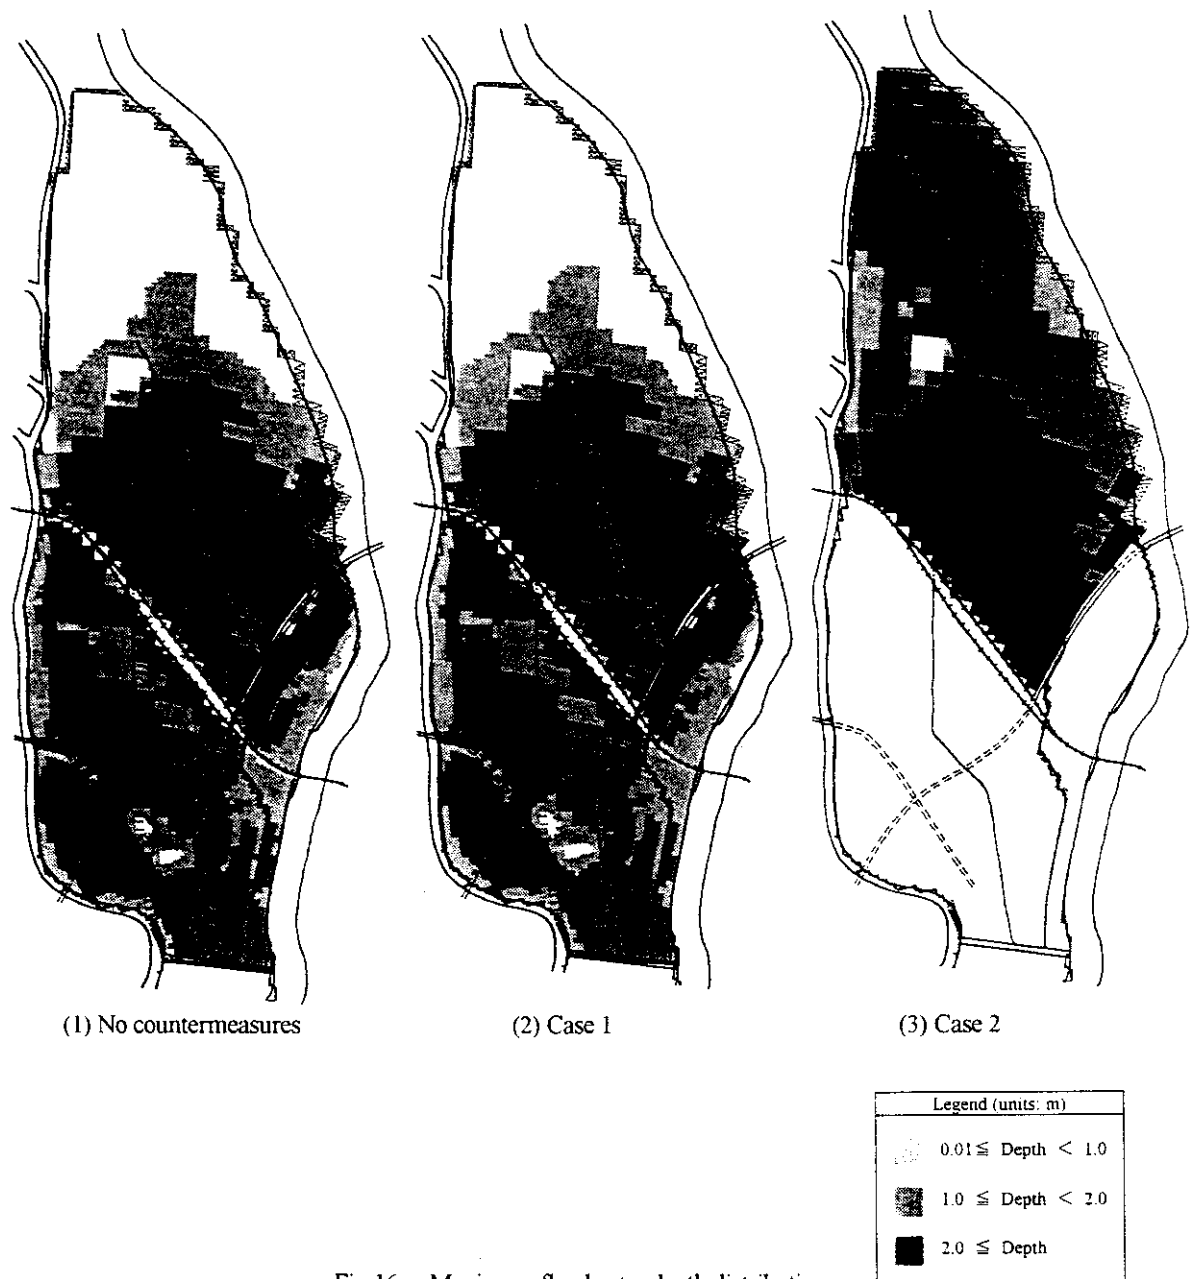 (1) No countermeasures
(2) Case 1
(3) Case 2
Legend (units: m)
0.01 ≦ Depth < 1.0
1.0 ≦ Depth < 2.0
2.0 ≦ Depth